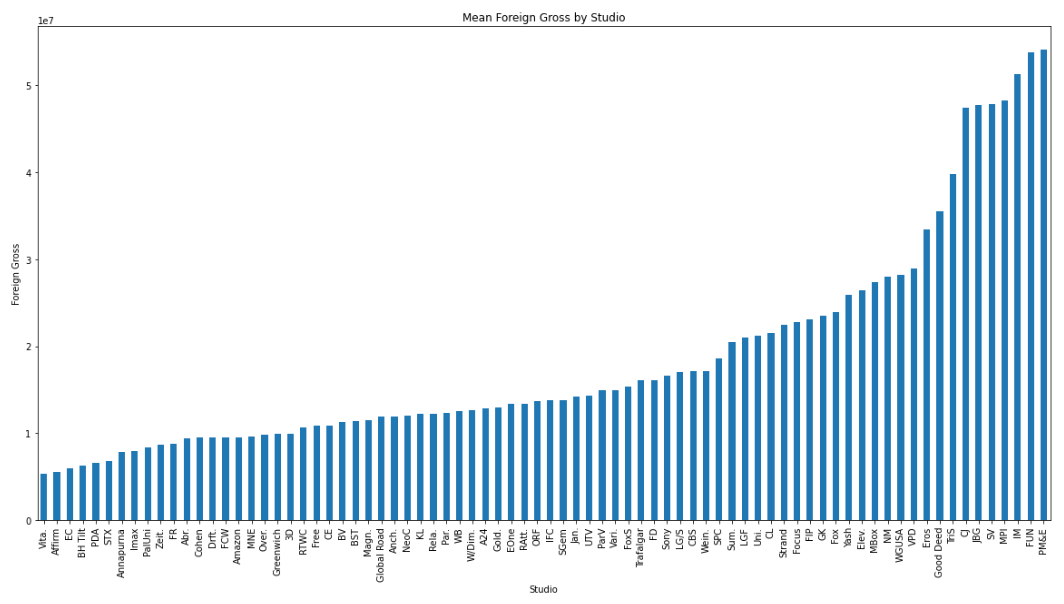 Mean Foreign Gross by Studio
1e7
5
4
3
2
1
0
Foreign Gross
Vita.
Affirm
EC
BH Tilt
PDA
STX
Annapurna
Imax
PalUni
Zeit.
FR
Abr.
Cohen
Drft.
FCW
Amazon
MNE
Over.
Greenwich
3D
RTWC
Free
CE
BV
BST
Magn.
Global Road
Anch.
NeoC
KL
Rela.
Par.
WB
W/Dim.
A24
Gold.
EOne
RAtt.
ORF
IFC
SGem
Jan.
UTV
ParV
Vari.
FoxS
Trafalgar
FD
Sony
LG/S
CBS
Wein.
SPC
Sum.
LGF
Uni.
CL
Strand
Focus
FIP
GK
Fox
Yash
Elev.
MBox
NM
WGUSA
VPD
Eros
Good Deed
TriS
CJ
JBG
SV
MPI
IM
FUN
PM&E
Studio